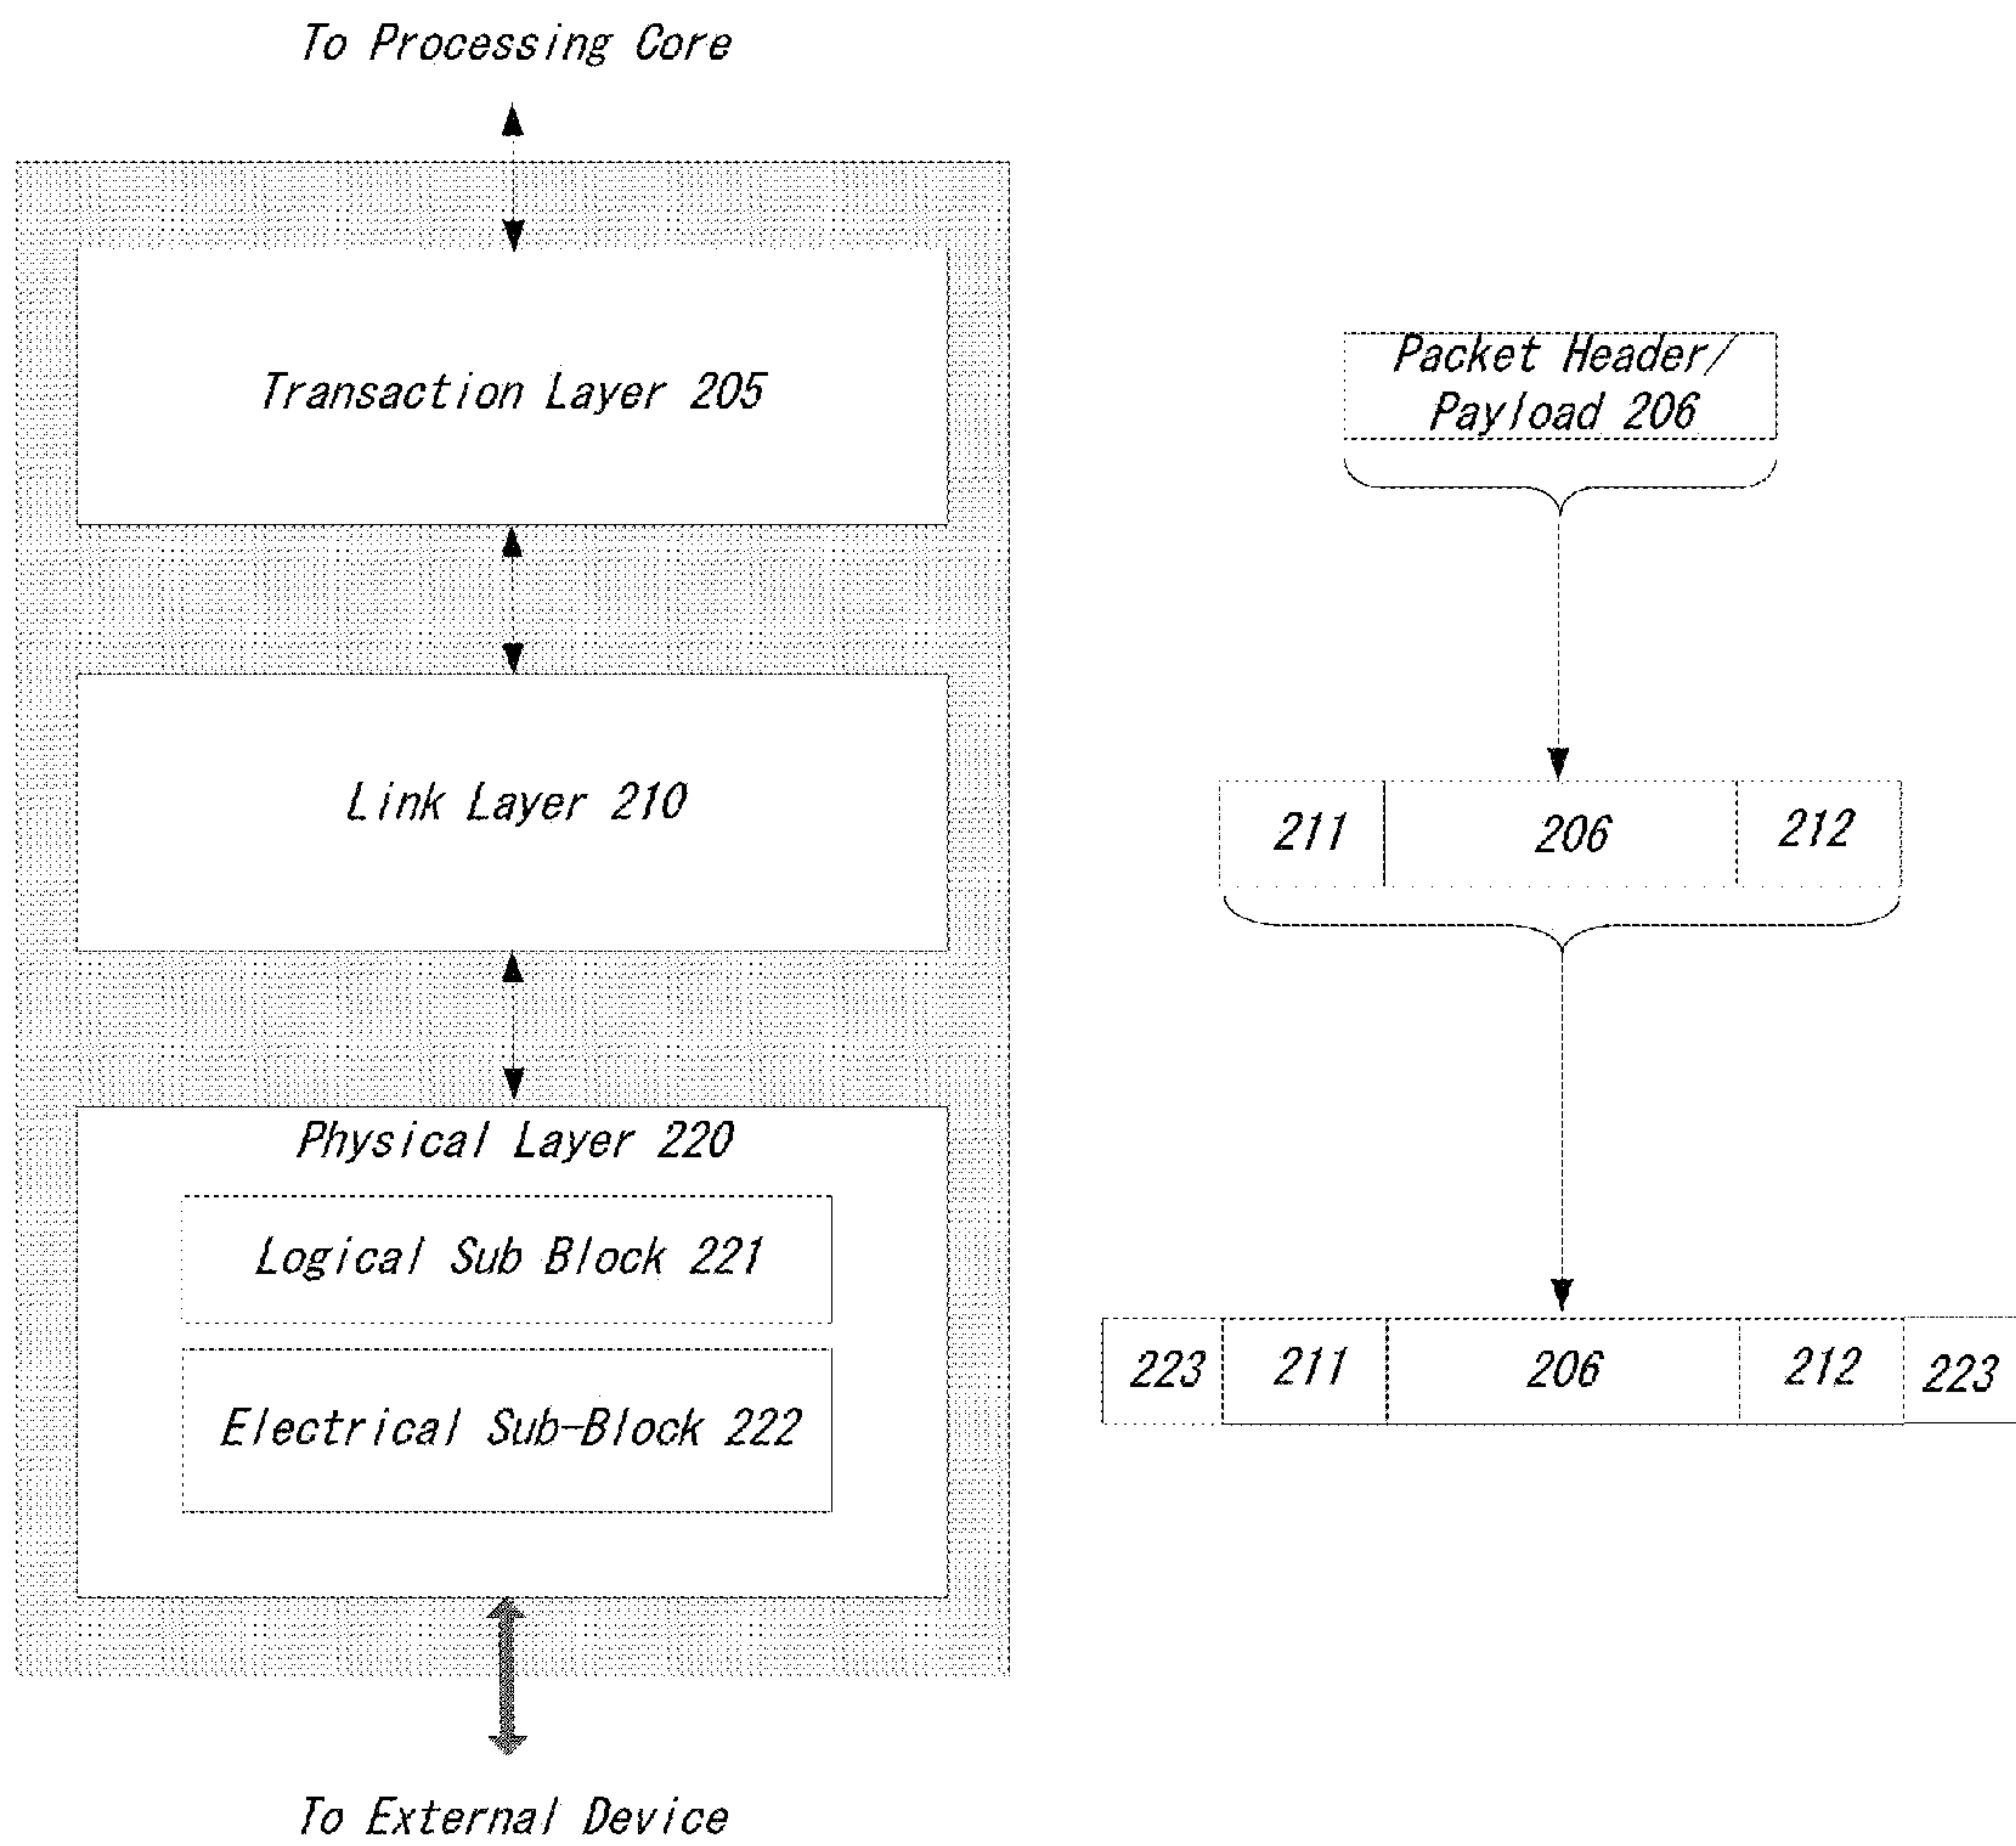 To Processing Core
Transaction Layer 205
Packet Header/
Payload 206
Link Layer 210
211 206 212
Physical Layer 220
Logical Sub Block 221
Electrical Sub-Block 222
223 211 206 212 223
To External Device